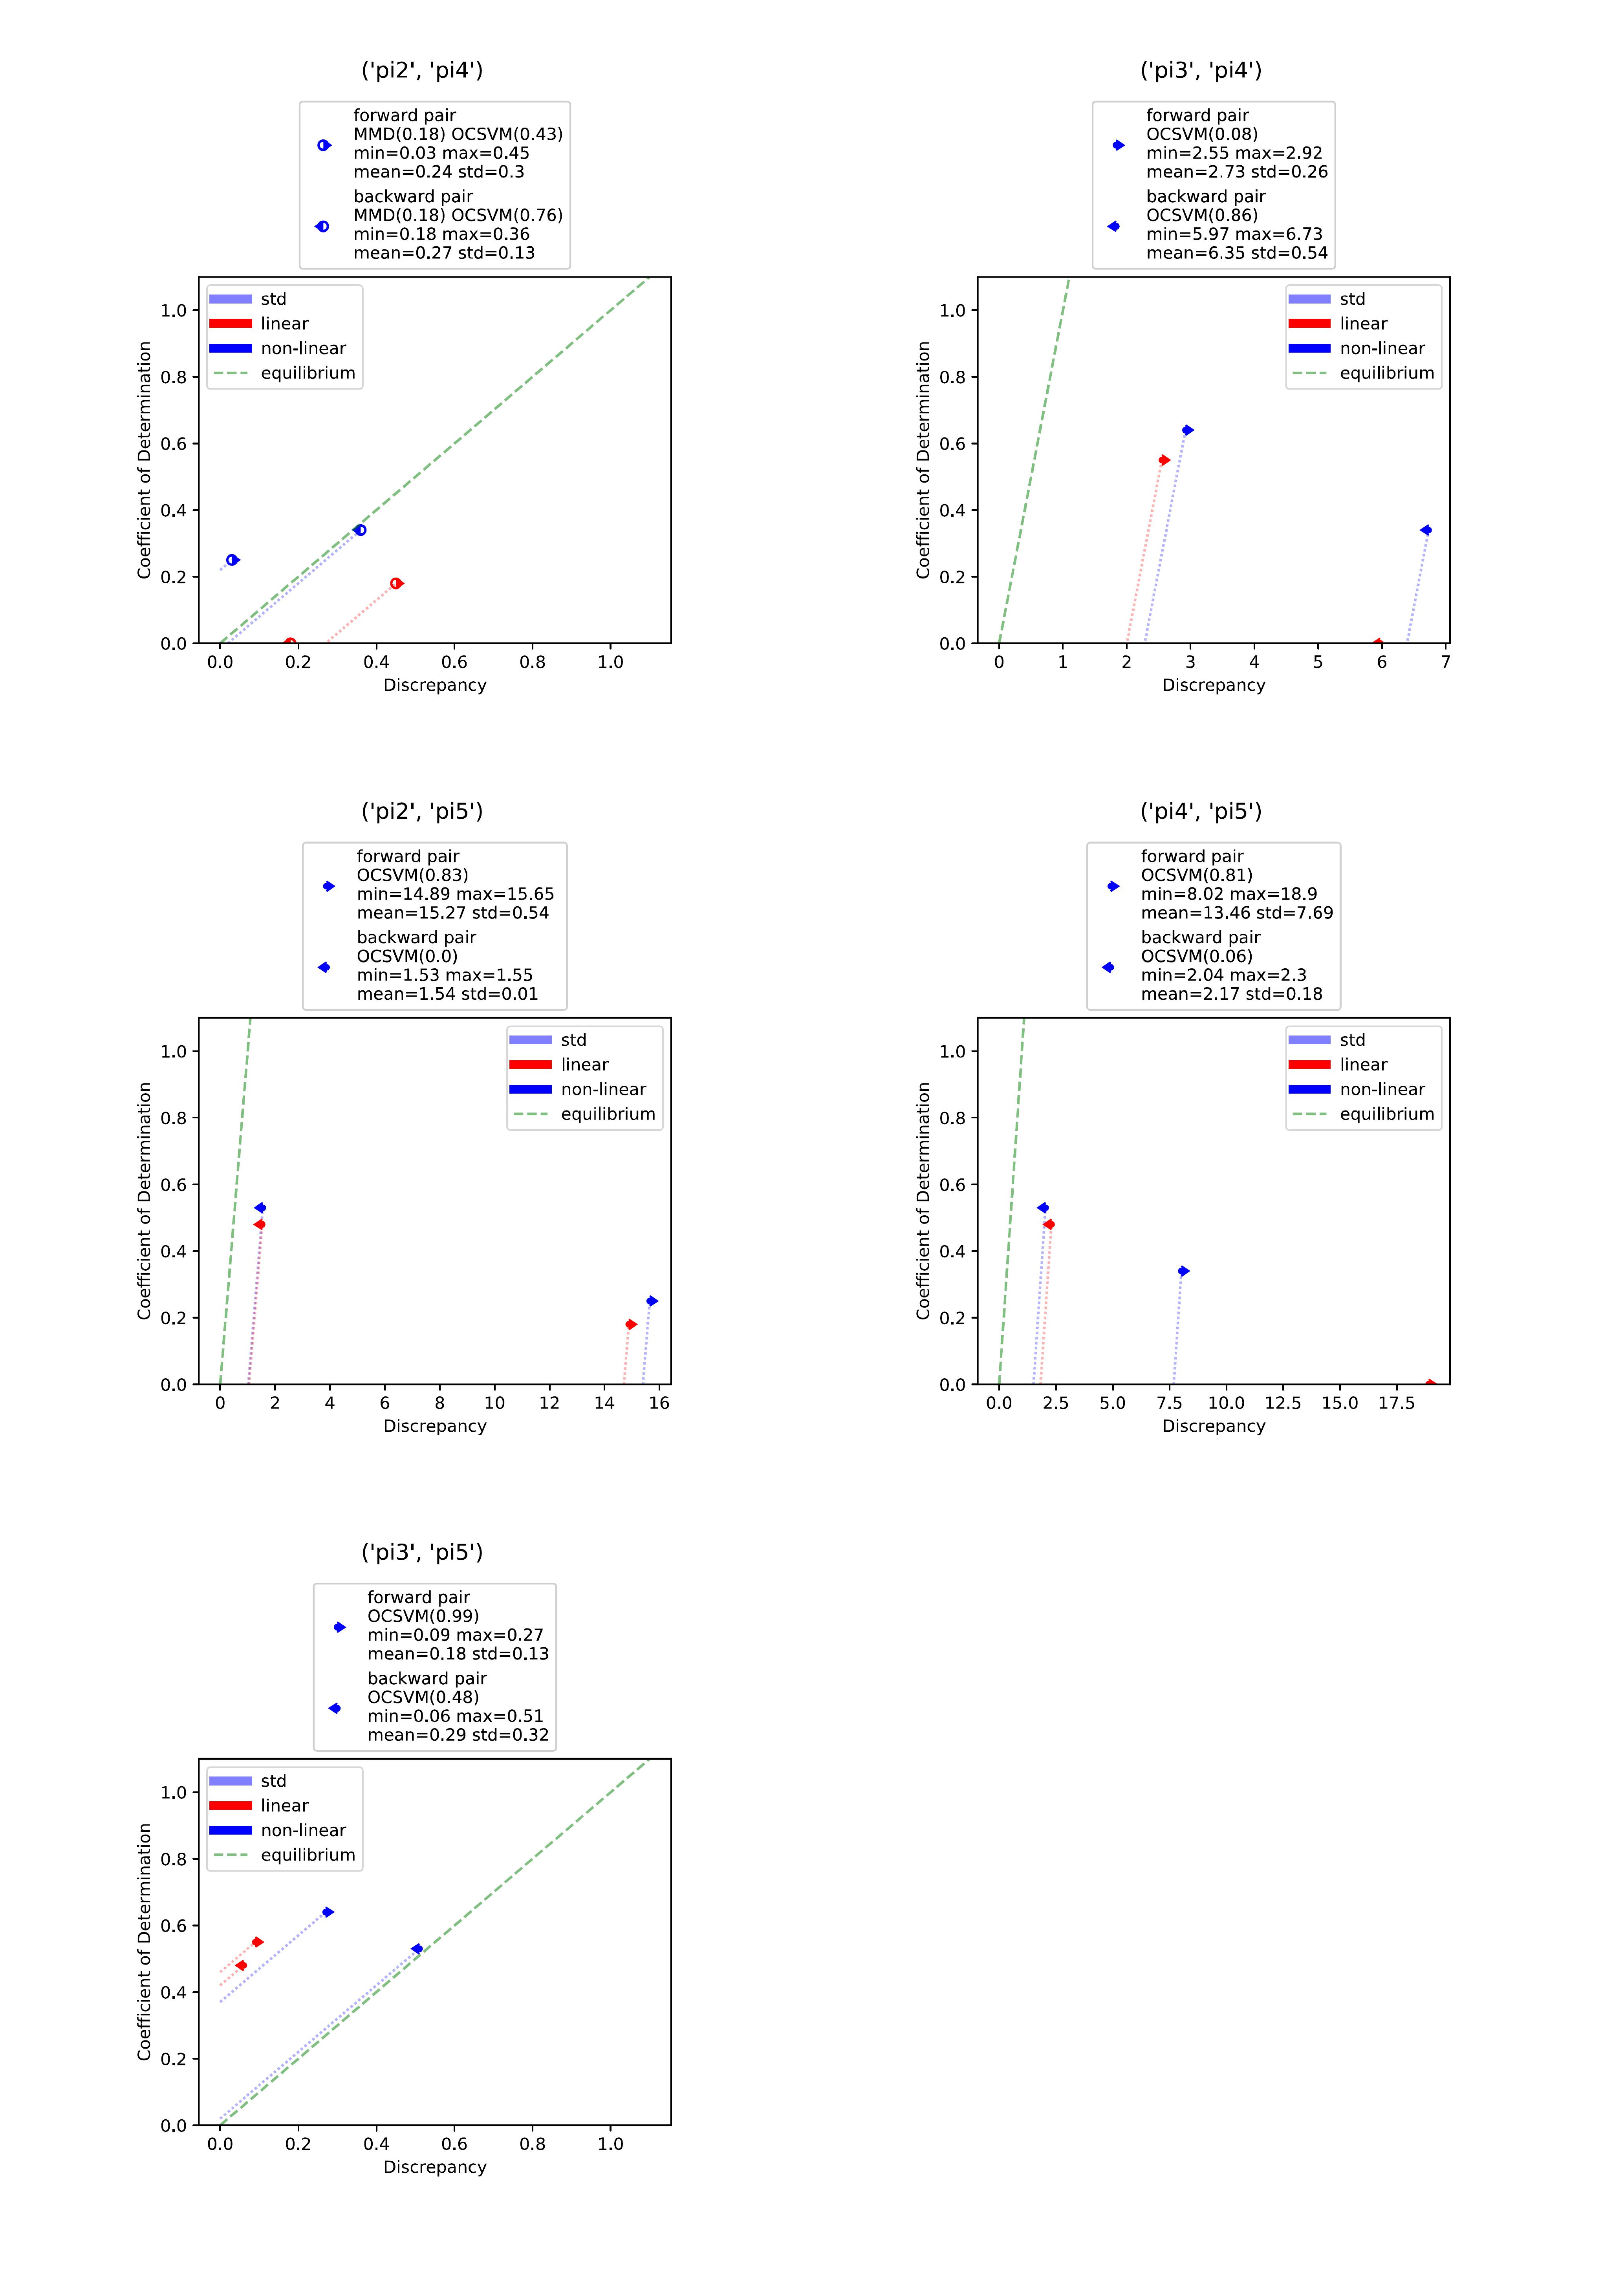 ('pi2', 'pi4')
forward pair
MMD(0.18) OCSVM(0.43)
min=0.03 max=0.45
mean=0.24 std=0.3
backward pair
MMD(0.18) OCSVM(0.76)
min=0.18 max=0.36
mean=0.27 std=0.13
std
linear
non-linear
equilibrium
1.0
0.8
0.6
0.4
0.2
0.0
Coefficient of Determination
0.0 0.2 0.4 0.6 0.8 1.0
Discrepancy
('pi3', 'pi4')
forward pair
OCSVM(0.08)
min=2.55 max=2.92
mean=2.73 std=0.26
backward pair
OCSVM(0.86)
min=5.97 max=6.73
mean=6.35 std=0.54
std
linear
non-linear
equilibrium
1.0
0.8
0.6
0.4
0.2
0.0
Coefficient of Determination
0 1 2 3 4 5 6 7
Discrepancy
('pi2', 'pi5')
forward pair
OCSVM(0.83)
min=14.89 max=15.65
mean=15.27 std=0.54
backward pair
OCSVM(0.0)
min=1.53 max=1.55
mean=1.54 std=0.01
std
linear
non-linear
equilibrium
1.0
0.8
0.6
0.4
0.2
0.0
Coefficient of Determination
0 2 4 6 8 10 12 14 16
Discrepancy
('pi4', 'pi5')
forward pair
OCSVM(0.81)
min=8.02 max=18.9
mean=13.46 std=7.69
backward pair
OCSVM(0.06)
min=2.04 max=2.3
mean=2.17 std=0.18
std
linear
non-linear
equilibrium
1.0
0.8
0.6
0.4
0.2
0.0
Coefficient of Determination
0.0 2.5 5.0 7.5 10.0 12.5 15.0 17.5
Discrepancy
('pi3', 'pi5')
forward pair
OCSVM(0.99)
min=0.09 max=0.27
mean=0.18 std=0.13
backward pair
OCSVM(0.48)
min=0.06 max=0.51
mean=0.29 std=0.32
std
linear
non-linear
equilibrium
1.0
0.8
0.6
0.4
0.2
0.0
Coefficient of Determination
0.0 0.2 0.4 0.6 0.8 1.0
Discrepancy